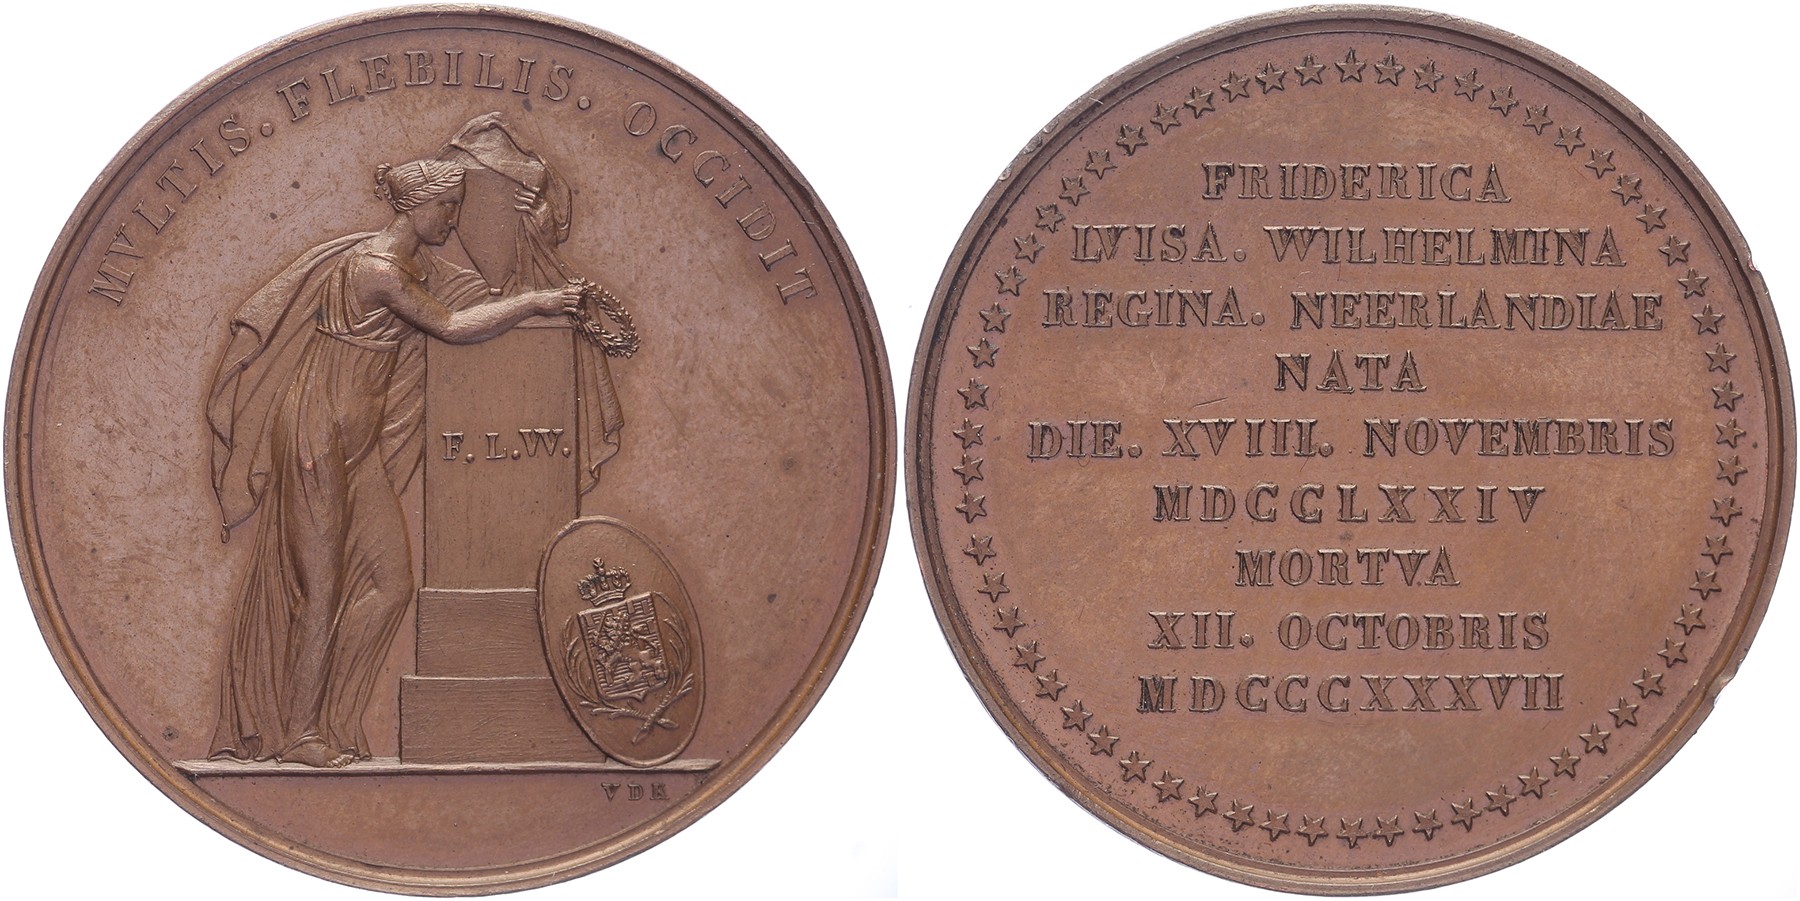 MVLTIS. FLEBILIS. OCCIDIT
F. L. W.
VDK
FRIDERICA
LVISA. WILHELMINA
REGINA. NEERLANDIAE
NATA
DIE. XVIII. NOVEMBRIS
MDCCLXXIV
MORTVA
XII. OCTOBRIS
MDCCCXXXVII